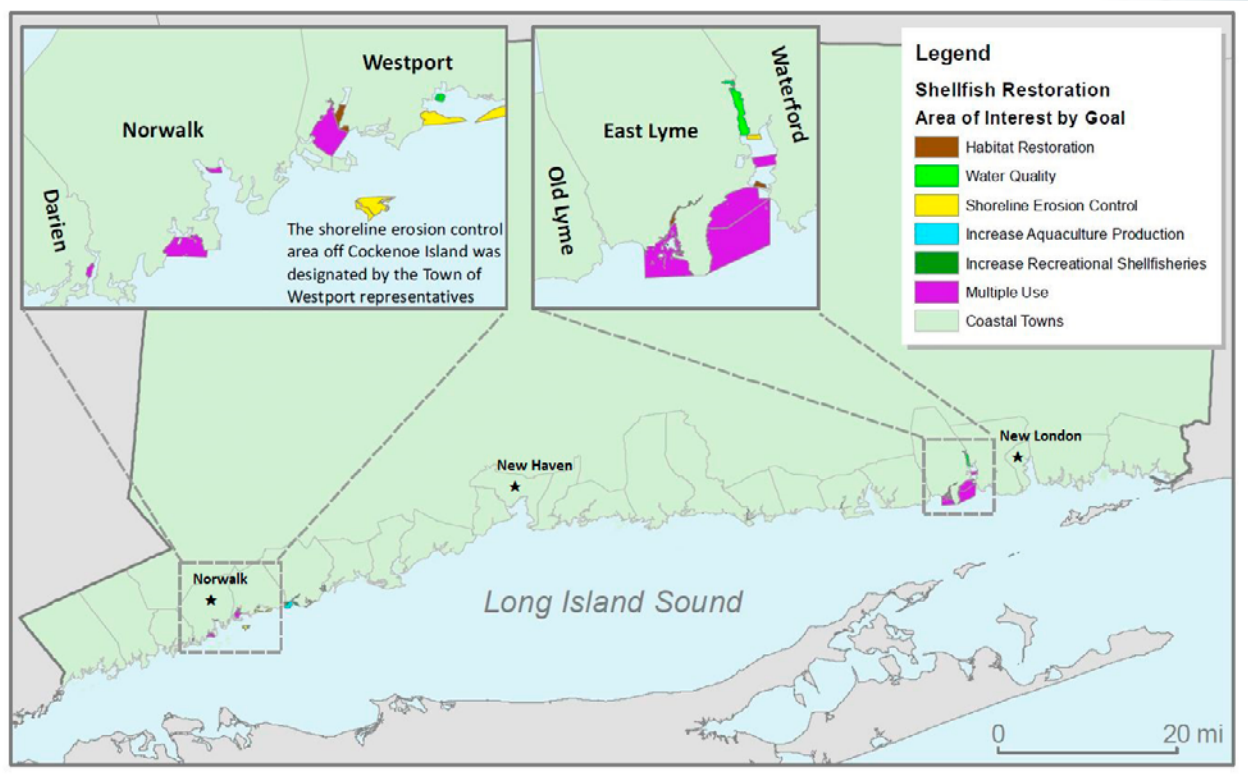 Westport
Norwalk
Darien
The shoreline erosion control
area off Cockenoe Island was
designated by the Town of
Westport representatives
Waterford
East Lyme
Old Lyme
Legend
Shellfish Restoration
Area of Interest by Goal
Habitat Restoration
Water Quality
Shoreline Erosion Control
Increase Aquaculture Production
Increase Recreational Shellfisheries
Multiple Use
Coastal Towns
New London
New Haven
Norwalk
Long Island Sound
0 20 mi